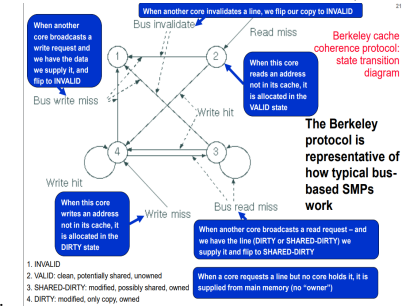 When another core invalidates a line, we flip our copy to INVALID
21
Bus invalidate
Read miss
Berkeley cache
coherence protocol:
state transition
diagram
When another
core broadcasts a
write request and
we have the data
we supply it, and
flip to INVALID
Bus write miss
1
2
When this core
reads an address
not in its cache, it
is allocated in the
VALID state
Write hit
The Berkeley
protocol is
representative of
how typical bus-
based SMPs
work
4
3
Write hit
When this core
writes an address
not in its cache, it
is allocated in the
DIRTY state
Write miss
Bus read miss
When another core broadcasts a read request – and
we have the line (DIRTY or SHARED-DIRTY) we
supply it and flip to SHARED-DIRTY
1. INVALID
2. VALID: clean, potentially shared, unowned
3. SHARED-DIRTY: modified, possibly shared, owned
4. DIRTY: modified, only copy, owned
When a core requests a line but no core holds it, it is
supplied from main memory (no “owner”)